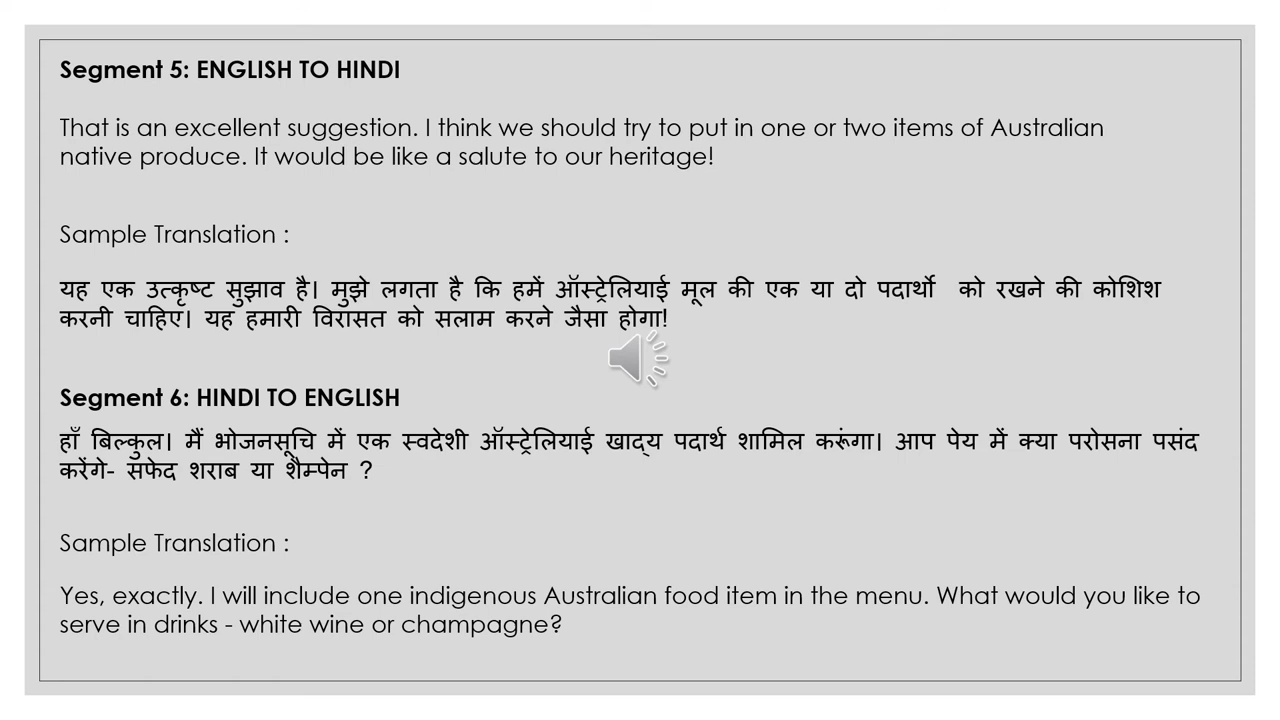 Segment 5: ENGLISH TO HINDI
That is an excellent suggestion. I think we should try to put in one or two items of Australian
native produce. It would be like a salute to our heritage!
Sample Translation :
यह एक उत्कृष्ट सुझाव है। मुझे लगता है कि हमें ऑस्ट्रेलियाई मूल की एक या दो पदार्थो को रखने की कोशिश
करनी चाहिए। यह हमारी विरासत को सलाम करने जैसा होगा!
Segment 6: HINDI TO ENGLISH
हाँ बिल्कुल। मैं भोजनसूचि में एक स्वदेशी ऑस्ट्रेलियाई खाद्य पदार्थ शामिल करूंगा। आप पेय में क्या परोसना पसंद
करेंगे- सफेद शराब या शैम्पेन ?
Sample Translation :
Yes, exactly. I will include one indigenous Australian food item in the menu. What would you like to
serve in drinks - white wine or champagne?